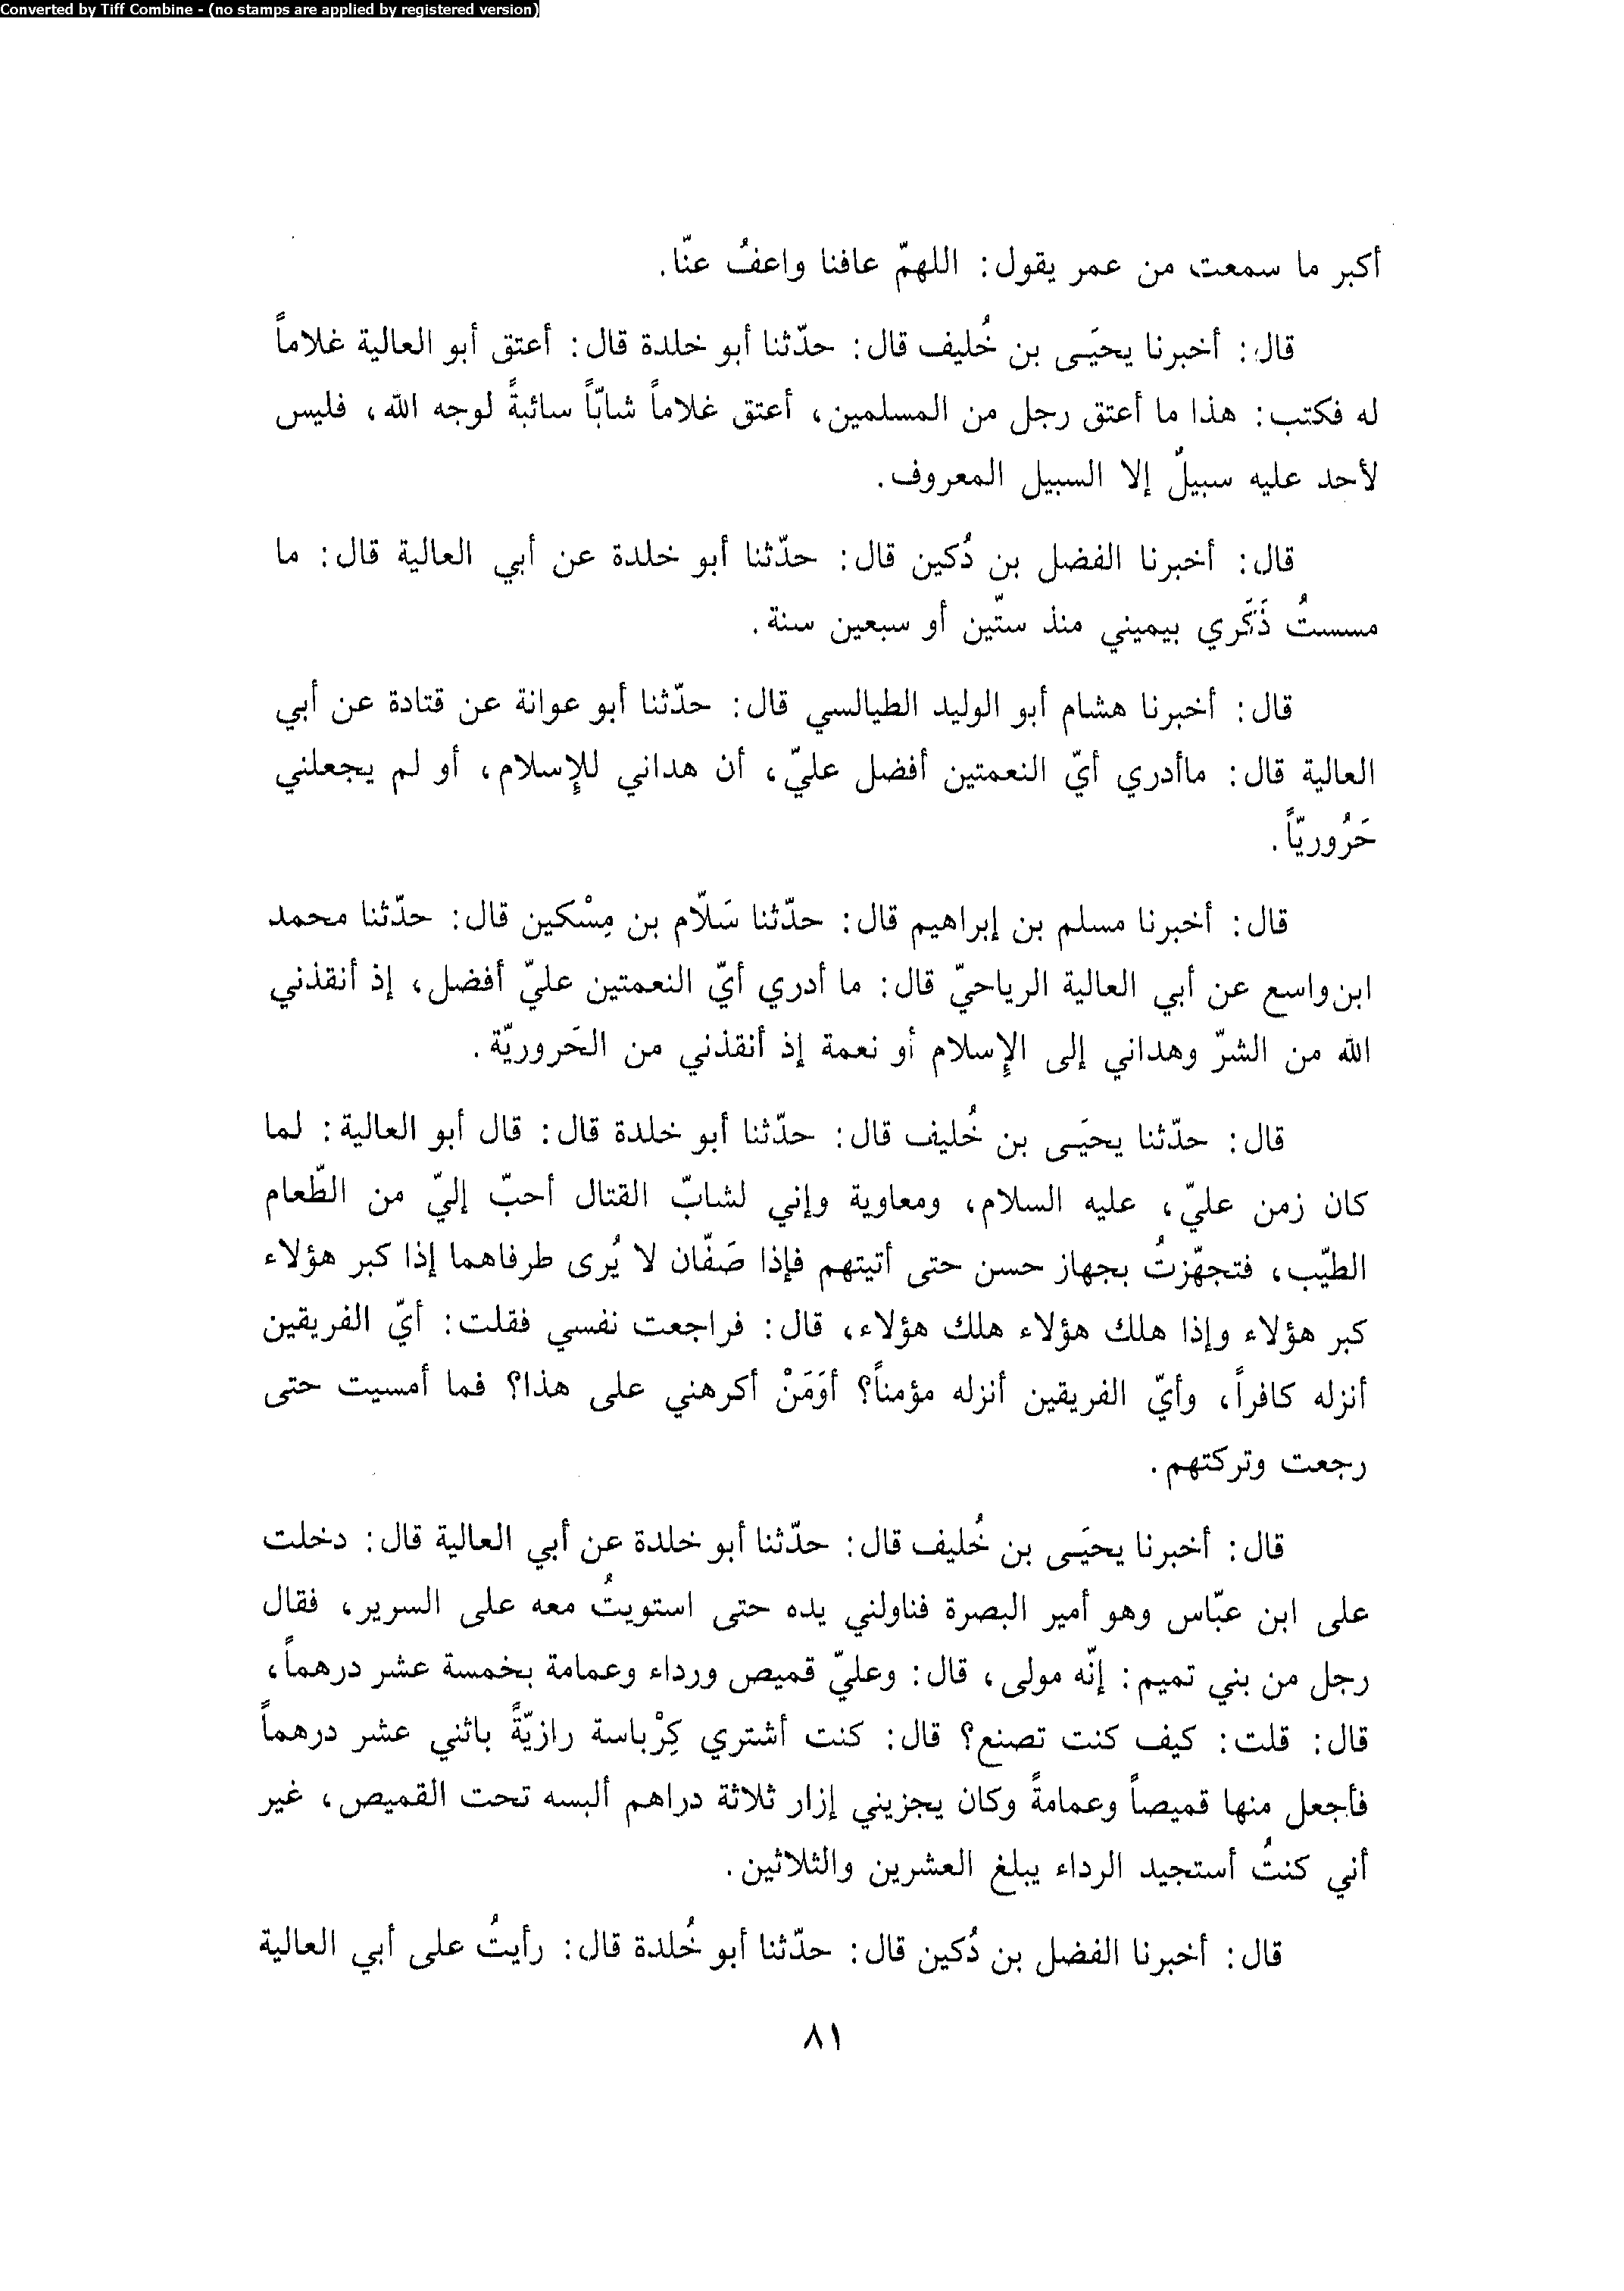 Converted by Tiff Combine - (no stamps are applied by registered version)
أكبر ما سمعت من عمر يقول: اللهمّ عافنا واعفُ عنّا.
قال: أخبرنا يحيَـى بن خُليف قال: حدّثنا أبو خلدة قال: أعتق أبو العالية غلاماً
له فكتب: هذا ما أعتق رجل من المسلمين، أعتق غلاماً شابّاً سائبةً لوجه الله، فليس
لأحد عليه سبيلٌ إلا السبيل المعروف.
قال: أخبرنا الفضل بن دُكين قال: حدّثنا أبو خلدة عن أبي العالية قال: ما
مسستُ ذَكَري بيميني منذ ستّين أو سبعين سنة.
قال: أخبرنا هشام أبو الوليد الطيالسي قال: حدّثنا أبو عوانة عن قتادة عن أبي
العالية قال: ماأدري أيّ النعمتين أفضل عليّ، أن هداني للإسلام، أو لم يجعلني
حَرُوريّاً.
قال: أخبرنا مسلم بن إبراهيم قال: حدّثنا سَلّام بن مِسْكين قال: حدّثنا محمد
ابن واسع عن أبي العالية الرياحيّ قال: ما أدري أيّ النعمتين عليّ أفضل، إذ أنقذني
الله من الشرّ وهداني إلى الإسلام أو نعمة إذ أنقذني من الحَروريّة.
قال: حدّثنا يحيَـى بن خُليف قال: حدّثنا أبو خلدة قال: قال أبو العالية: لما
كان زمن عليّ، عليه السلام، ومعاوية وإني لشابّ القتال أحبّ إليّ من الطّعام
الطيّب، فتجهّزتُ بجهاز حسن حتى أتيتهم فإذا صَفّان لا يُرى طرفاهما إذا كبر هؤلاء
كبر هؤلاء وإذا هلك هؤلاء هلك هؤلاء، قال: فراجعت نفسي فقلت: أيّ الفريقين
أنزله كافراً، وأيّ الفريقين أنزله مؤمناً؟ أوَمَنْ أكرهني على هذا؟ فما أمسيت حتى
رجعت وتركتهم.
قال: أخبرنا يحيَـى بن خُليف قال: حدّثنا أبو خلدة عن أبي العالية قال: دخلت
على ابن عبّاس وهو أمير البصرة فناولني يده حتى استويتُ معه على السرير، فقال
رجل من بني تميم: إنّه مولى، قال: وعليّ قميص ورداء وعمامة بخمسة عشر درهماً،
قال: قلت: كيف كنت تصنع؟ قال: كنت أشتري كِرْباسة رازيّةً باثني عشر درهماً
فأجعل منها قميصاً وعمامةً وكان يجزيني إزار ثلاثة دراهم ألبسه تحت القميص، غير
أني كنتُ أستجيد الرداء يبلغ العشرين والثلاثين.
قال: أخبرنا الفضل بن دُكين قال: حدّثنا أبو خُلدة قال: رأيتُ على أبي العالية
٨١